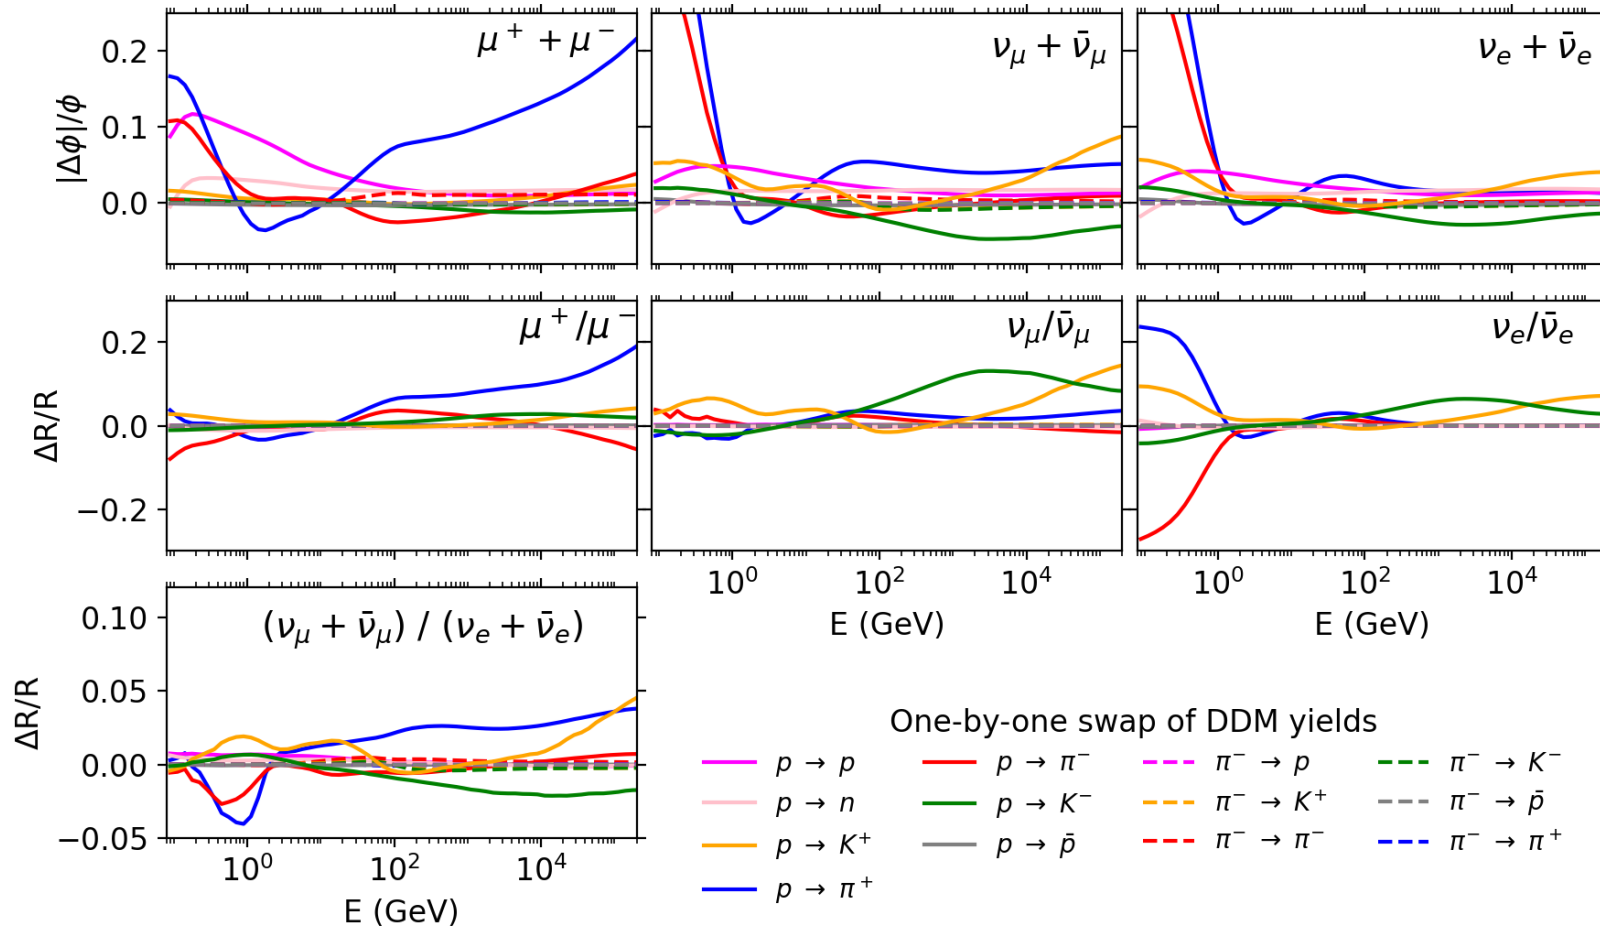 μ⁺ + μ⁻
ν_μ + ν̄_μ
ν_e + ν̄_e
|Δϕ|/ϕ
0.2
0.1
0.0
μ⁺/μ⁻
ν_μ/ν̄_μ
ν_e/ν̄_e
ΔR/R
0.2
0.0
−0.2
10⁰ 10² 10⁴
E (GeV)
10⁰ 10² 10⁴
E (GeV)
(ν_μ + ν̄_μ) / (ν_e + ν̄_e)
ΔR/R
0.10
0.05
0.00
−0.05
10⁰ 10² 10⁴
E (GeV)
One-by-one swap of DDM yields
p → p
p → n
p → K⁺
p → π⁺
p → π⁻
p → K⁻
p → p̄
π⁻ → p
π⁻ → K⁺
π⁻ → π⁻
π⁻ → K⁻
π⁻ → p̄
π⁻ → π⁺